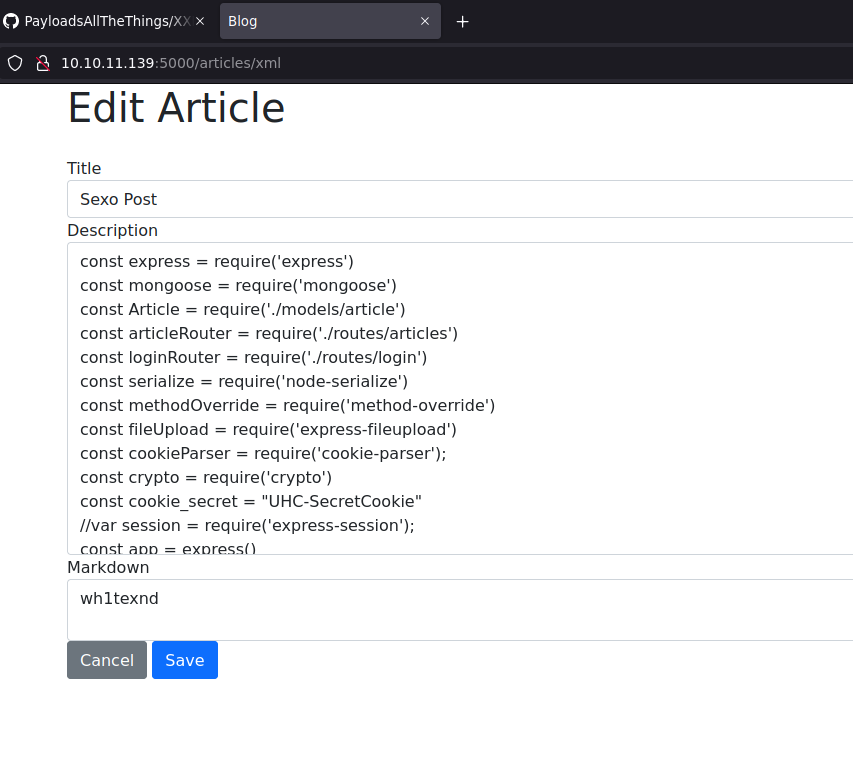 PayloadsAllTheThings/XX
Blog
10.10.11.139:5000/articles/xml
Edit Article
Title
Sexo Post
Description
const express = require('express')
const mongoose = require('mongoose')
const Article = require('./models/article')
const articleRouter = require('./routes/articles')
const loginRouter = require('./routes/login')
const serialize = require('node-serialize')
const methodOverride = require('method-override')
const fileUpload = require('express-fileupload')
const cookieParser = require('cookie-parser');
const crypto = require('crypto')
const cookie_secret = "UHC-SecretCookie"
//var session = require('express-session');
const app = express()
Markdown
wh1texnd
Cancel Save